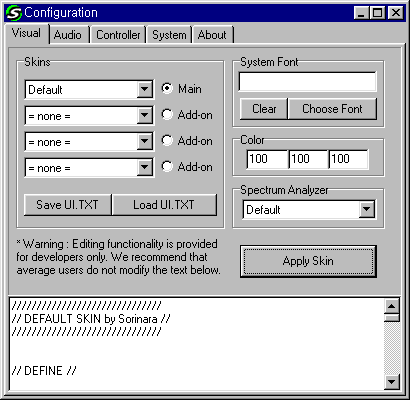 Configuration
Visual Audio Controller System About
Skins
Default Main
= none = Add-on
= none = Add-on
= none = Add-on
Save UI.TXT Load UI.TXT
System Font
Clear Choose Font
Color
100 100 100
Spectrum Analyzer
Default
* Warning : Editing functionality is provided
for developers only. We recommend that
average users do not modify the text below.
Apply Skin
//////////////////////////////
// DEFAULT SKIN by Sorinara //
//////////////////////////////
// DEFINE //